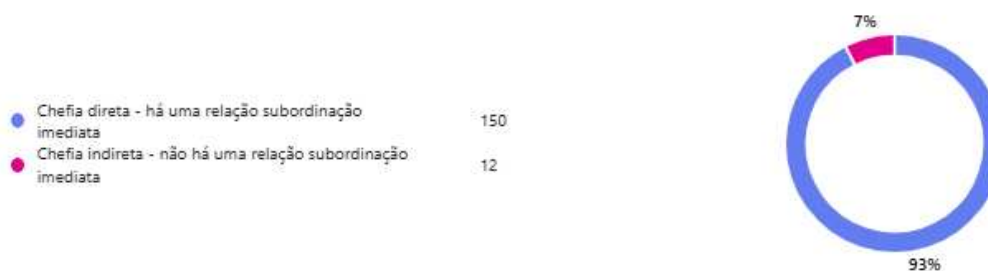 7%
Chefia direta - há uma relação subordinação
imediata
150
Chefia indireta - não há uma relação subordinação
imediata
12
93%